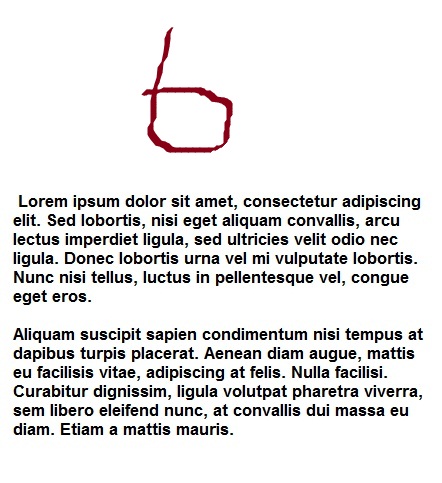 6
Lorem ipsum dolor sit amet, consectetur adipiscing
elit. Sed lobortis, nisi eget aliquam convallis, arcu
lectus imperdiet ligula, sed ultricies velit odio nec
ligula. Donec lobortis urna vel mi vulputate lobortis.
Nunc nisi tellus, luctus in pellentesque vel, congue
eget eros.
Aliquam suscipit sapien condimentum nisi tempus at
dapibus turpis placerat. Aenean diam augue, mattis
eu facilisis vitae, adipiscing at felis. Nulla facilisi.
Curabitur dignissim, ligula volutpat pharetra viverra,
sem libero eleifend nunc, at convallis dui massa eu
diam. Etiam a mattis mauris.